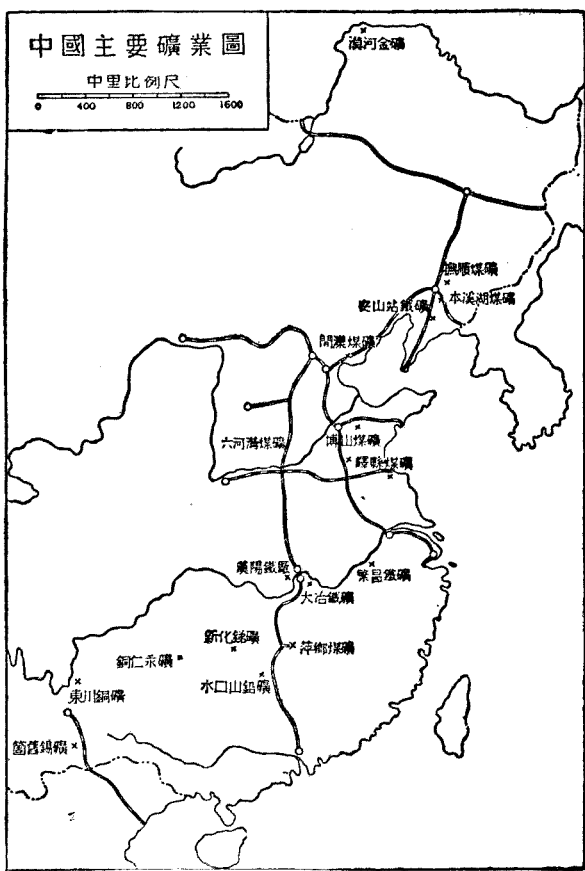 中國主要礦業圖
中里比例尺
0 400 800 1200 1600
漠河金礦
撫順煤礦
本溪湖煤礦
鞍山站鐵礦
開灤煤礦
六河溝煤礦
博山煤礦
嶧縣煤礦
漢陽鐵廠
繁昌鐵礦
大冶鐵礦
新化銻礦
萍鄉煤礦
銅仁汞礦
水口山鉛礦
東川銅礦
箇舊錫礦